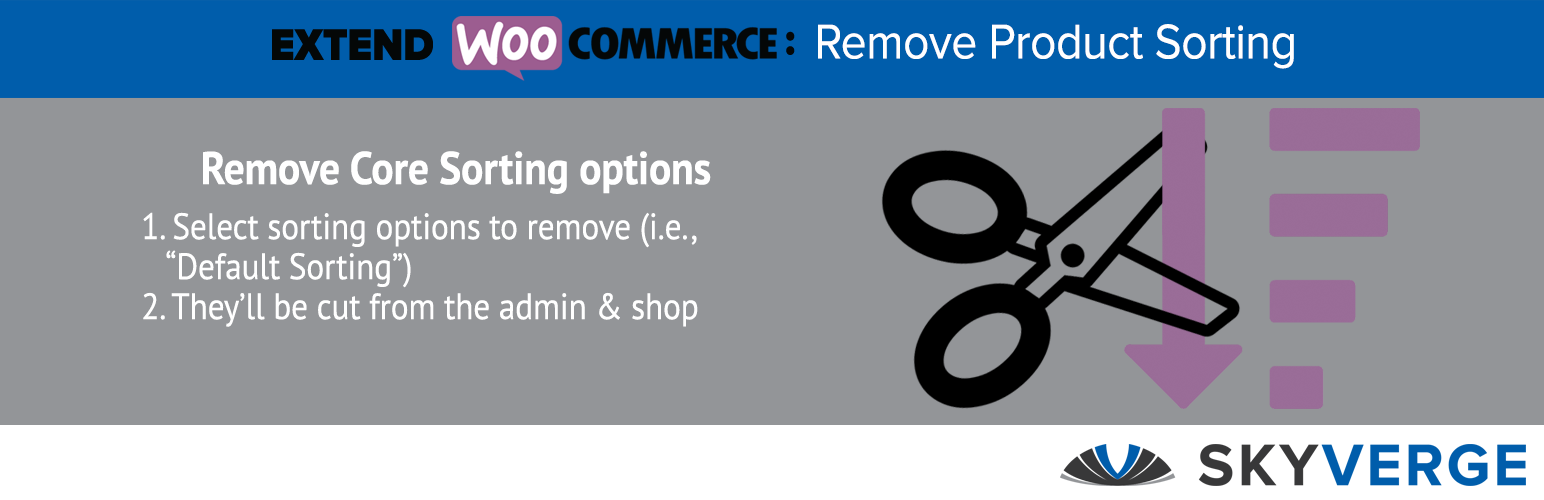 EXTEND WOO COMMERCE: Remove Product Sorting
Remove Core Sorting options
1. Select sorting options to remove (i.e.,
“Default Sorting”)
2. They’ll be cut from the admin & shop
SKYVERGE